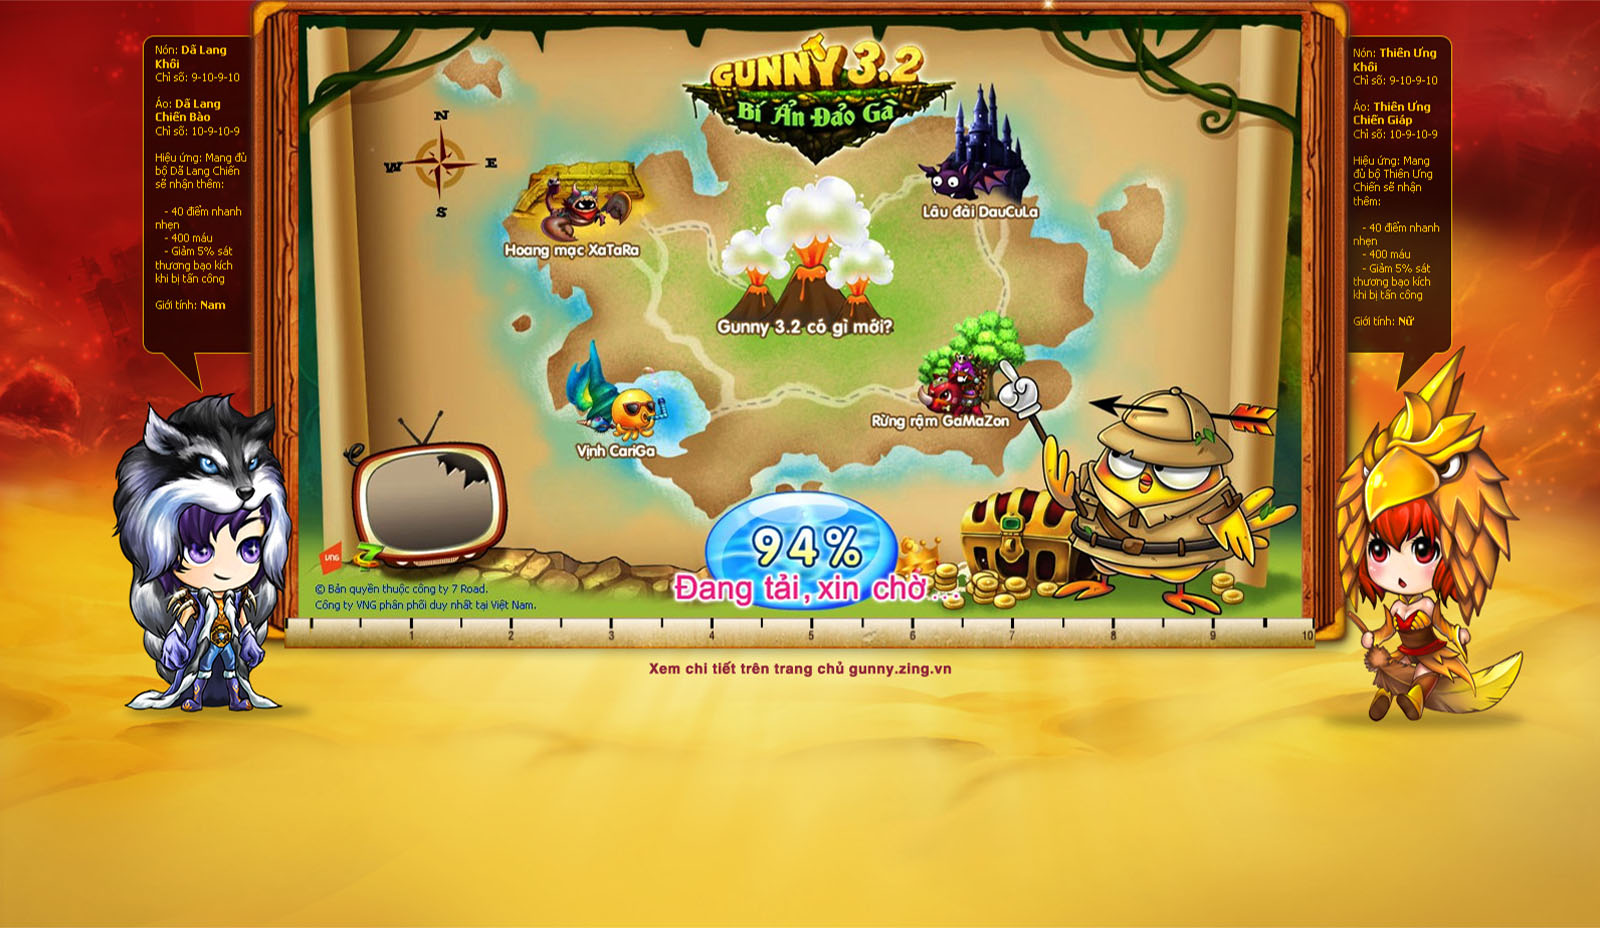 Nón: Dã Lang
Khôi
Chỉ số: 9-10-9-10
Áo: Dã Lang
Chiến Bào
Chỉ số: 10-9-10-9
Hiệu ứng: Mang đủ
bộ Dã Lang Chiến
sẽ nhận thêm:
- 40 điểm nhanh
nhẹn
- 400 máu
- Giảm 5% sát
thương bạo kích
khi bị tấn công
Giới tính: Nam
GUNNY 3.2
Bí Ẩn Đảo Gà
N
W
E
S
Hoang mạc XaTaRa
Lâu đài DauCuLa
Gunny 3.2 có gì mới?
Rừng rậm GaMaZon
Vịnh CariGa
94%
Đang tải, xin chờ...
VNG
Z
© Bản quyền thuộc công ty 7 Road.
Công ty VNG phân phối duy nhất tại Việt Nam.
1 2 3 4 5 6 7 8 9 10
Xem chi tiết trên trang chủ gunny.zing.vn
Nón: Thiên Ưng
Khôi
Chỉ số: 9-10-9-10
Áo: Thiên Ưng
Chiến Giáp
Chỉ số: 10-9-10-9
Hiệu ứng: Mang
đủ bộ Thiên Ưng
Chiến sẽ nhận
thêm:
- 40 điểm nhanh
nhẹn
- 400 máu
- Giảm 5% sát
thương bạo kích
khi bị tấn công
Giới tính: Nữ